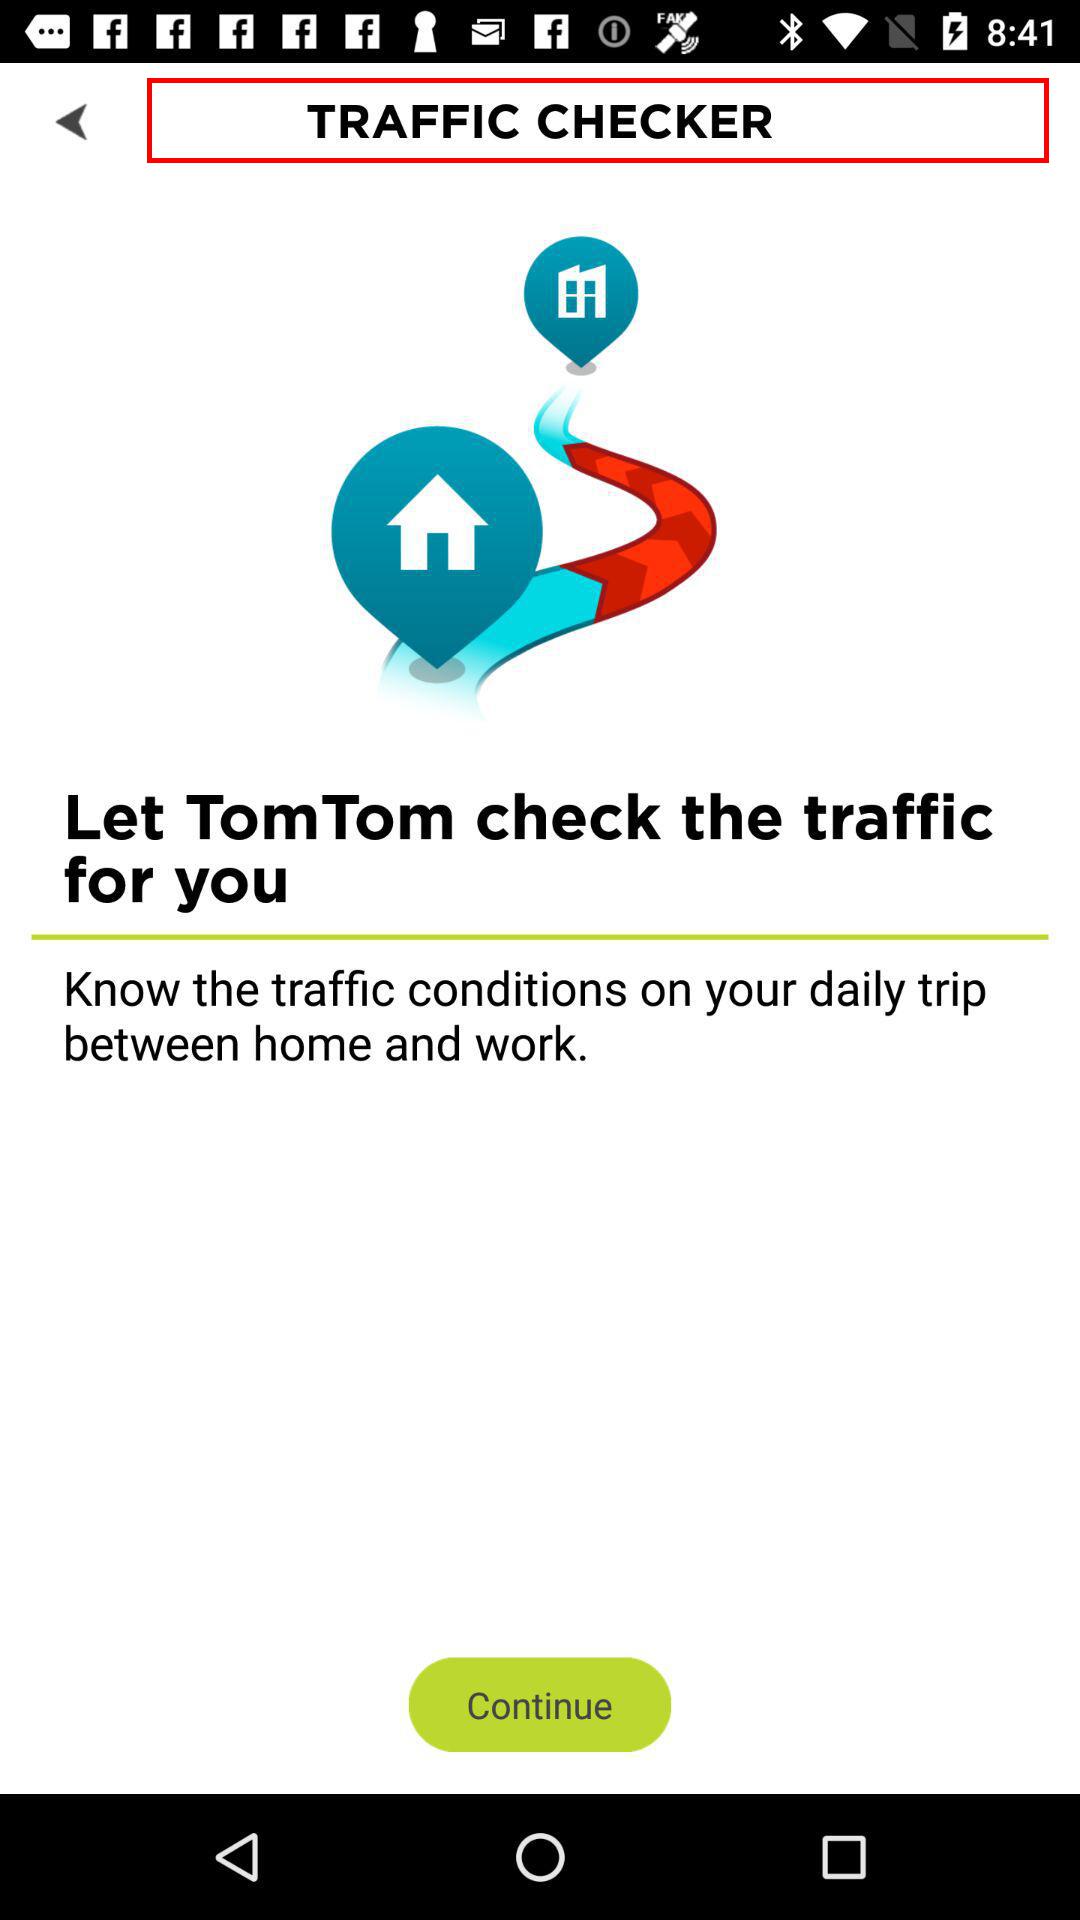 FAKE
8:41
TRAFFIC CHECKER
Let TomTom check the traffic
for you
Know the traffic conditions on your daily trip
between home and work.
Continue